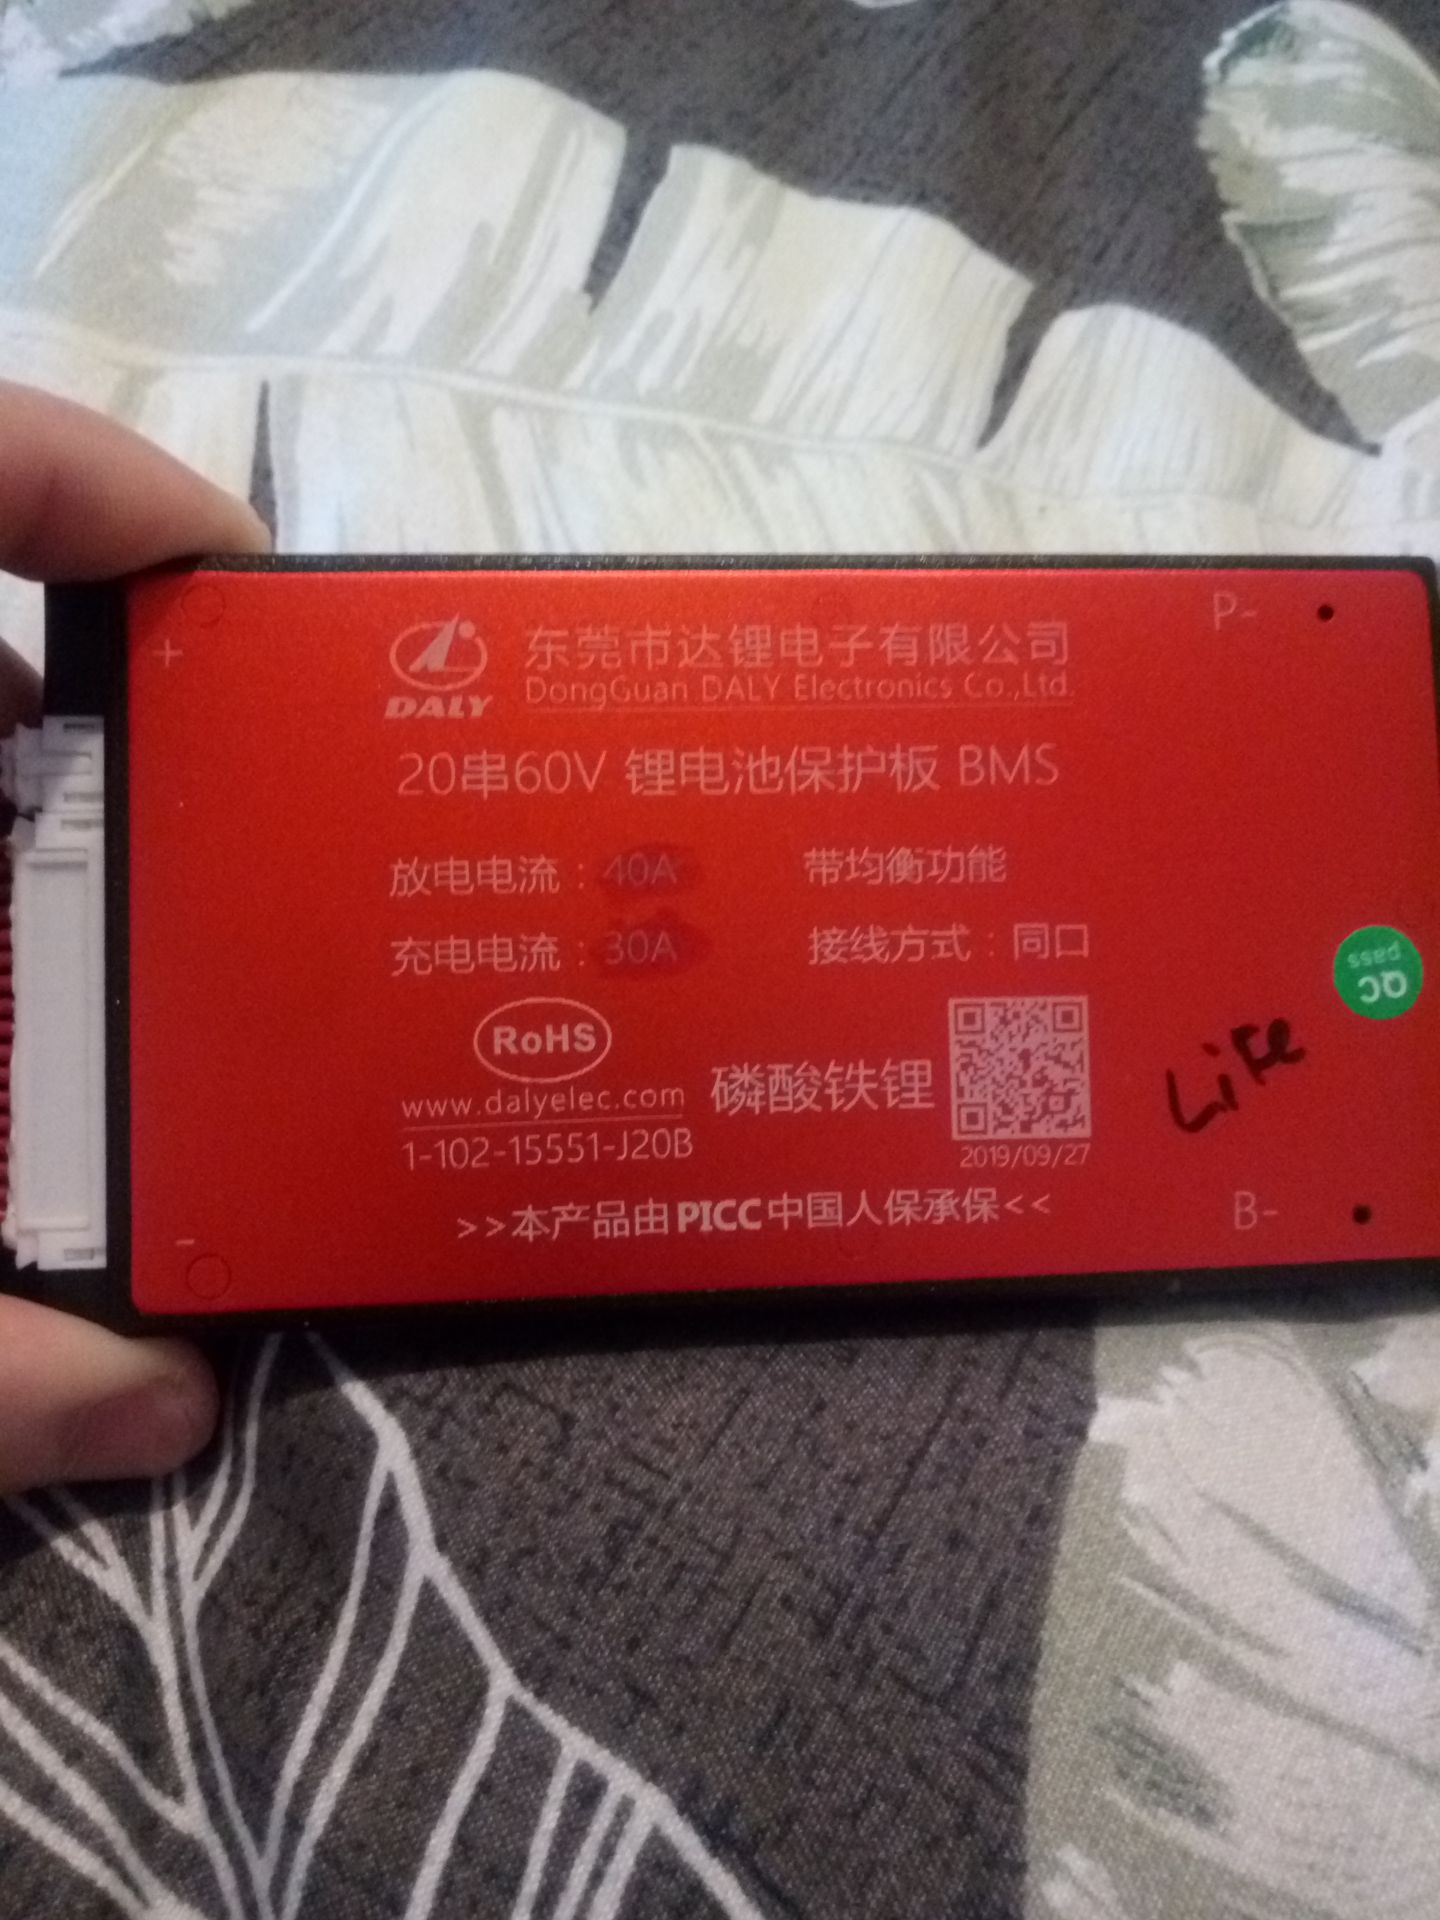 P-
+
东莞市达锂电子有限公司
DongGuan DALY Electronics Co.,Ltd.
DALY
20串60V 锂电池保护板 BMS
放电电流：40A
带均衡功能
充电电流：30A
接线方式：同口
QC
pass
RoHS
www.dalyelec.com
磷酸铁锂
LiFe
1-102-15551-J20B
2019/09/27
>>本产品由PICC中国人保承保<<
B-
-